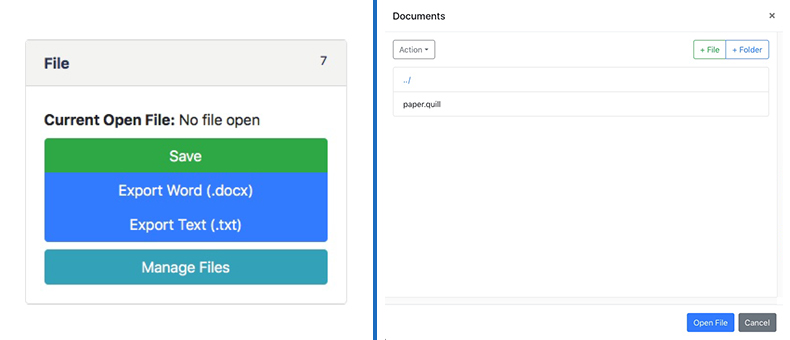 File 7
Current Open File: No file open
Save
Export Word (.docx)
Export Text (.txt)
Manage Files
Documents ×
Action + File + Folder
../
paper.quill
Open File Cancel